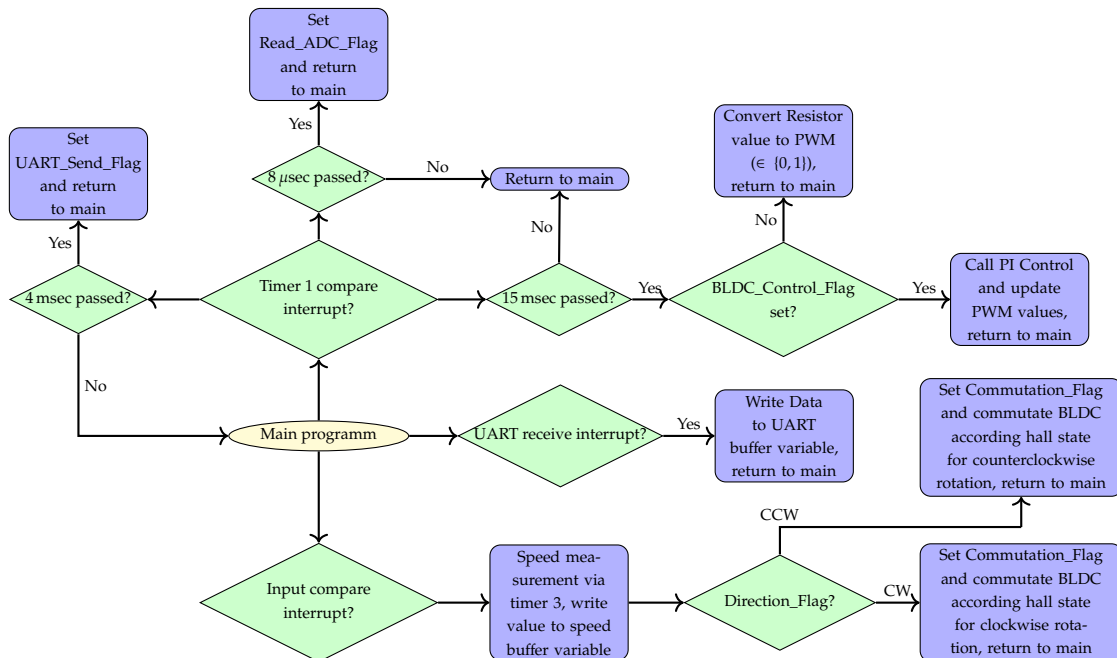 Set
Read_ADC_Flag
and return
to main
Yes
Set
UART_Send_Flag
and return
to main
Yes
8 µsec passed?
No
Return to main
No
Convert Resistor
value to PWM
(∈ {0, 1}),
return to main
No
4 msec passed?
Timer 1 compare
interrupt?
15 msec passed?
Yes
BLDC_Control_Flag
set?
Yes
Call PI Control
and update
PWM values,
return to main
No
Main programm
UART receive interrupt?
Yes
Write Data
to UART
buffer variable,
return to main
Set Commutation_Flag
and commutate BLDC
according hall state
for counterclockwise
rotation, return to main
CCW
Input compare
interrupt?
Speed mea-
surement via
timer 3, write
value to speed
buffer variable
Direction_Flag?
CW
Set Commutation_Flag
and commutate BLDC
according hall state
for clockwise rota-
tion, return to main